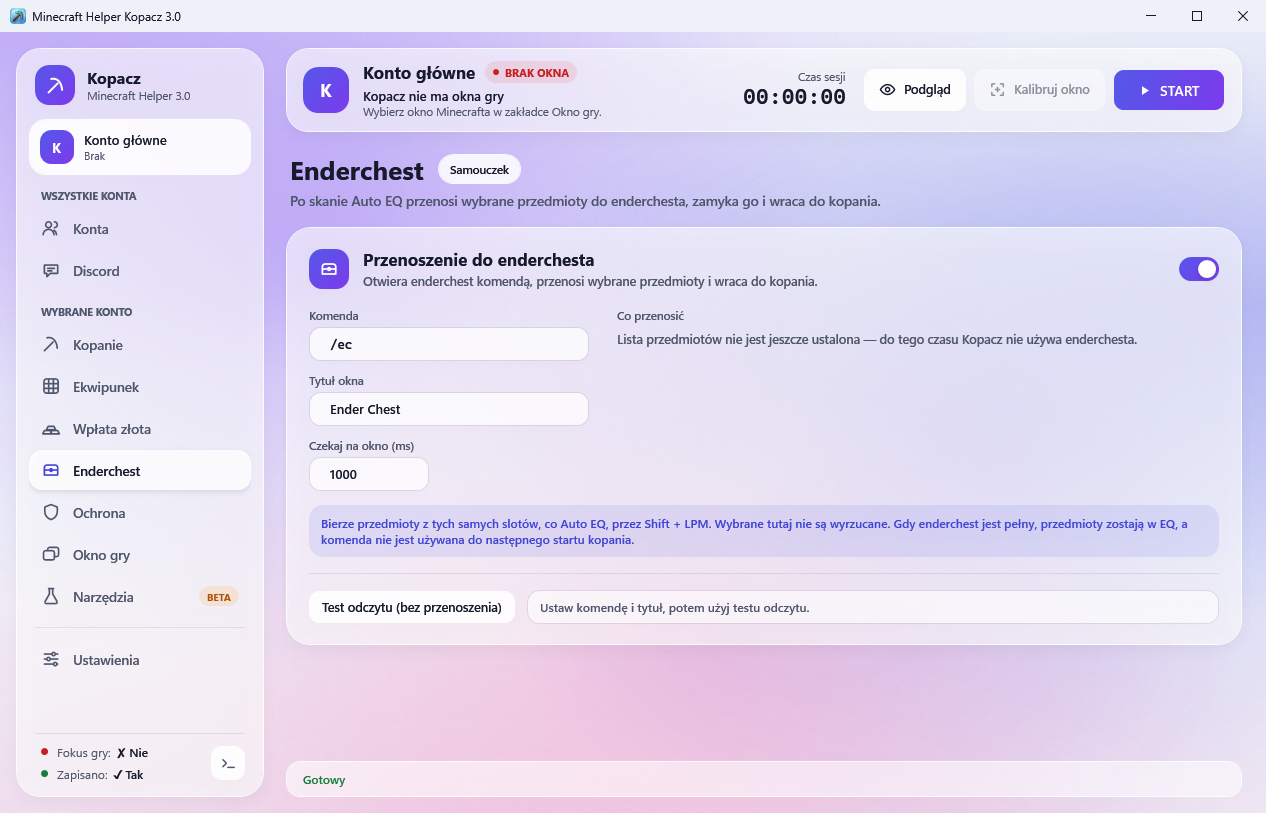 Minecraft Helper Kopacz 3.0
Kopacz
Minecraft Helper 3.0
K
Konto główne
Brak
WSZYSTKIE KONTA
Konta
Discord
WYBRANE KONTO
Kopanie
Ekwipunek
Wpłata złota
Enderchest
Ochrona
Okno gry
Narzędzia
BETA
Ustawienia
Fokus gry: ✗ Nie
Zapisano: ✓ Tak
K
Konto główne
BRAK OKNA
Kopacz nie ma okna gry
Wybierz okno Minecrafta w zakładce Okno gry.
Czas sesji
00:00:00
Podgląd
Kalibruj okno
START
Enderchest
Samouczek
Po skanie Auto EQ przenosi wybrane przedmioty do enderchesta, zamyka go i wraca do kopania.
Przenoszenie do enderchesta
Otwiera enderchest komendą, przenosi wybrane przedmioty i wraca do kopania.
Komenda
/ec
Tytuł okna
Ender Chest
Czekaj na okno (ms)
1000
Co przenosić
Lista przedmiotów nie jest jeszcze ustalona — do tego czasu Kopacz nie używa enderchesta.
Bierze przedmioty z tych samych slotów, co Auto EQ, przez Shift + LPM. Wybrane tutaj nie są wyrzucane. Gdy enderchest jest pełny, przedmioty zostają w EQ, a
komenda nie jest używana do następnego startu kopania.
Test odczytu (bez przenoszenia)
Ustaw komendę i tytuł, potem użyj testu odczytu.
Gotowy